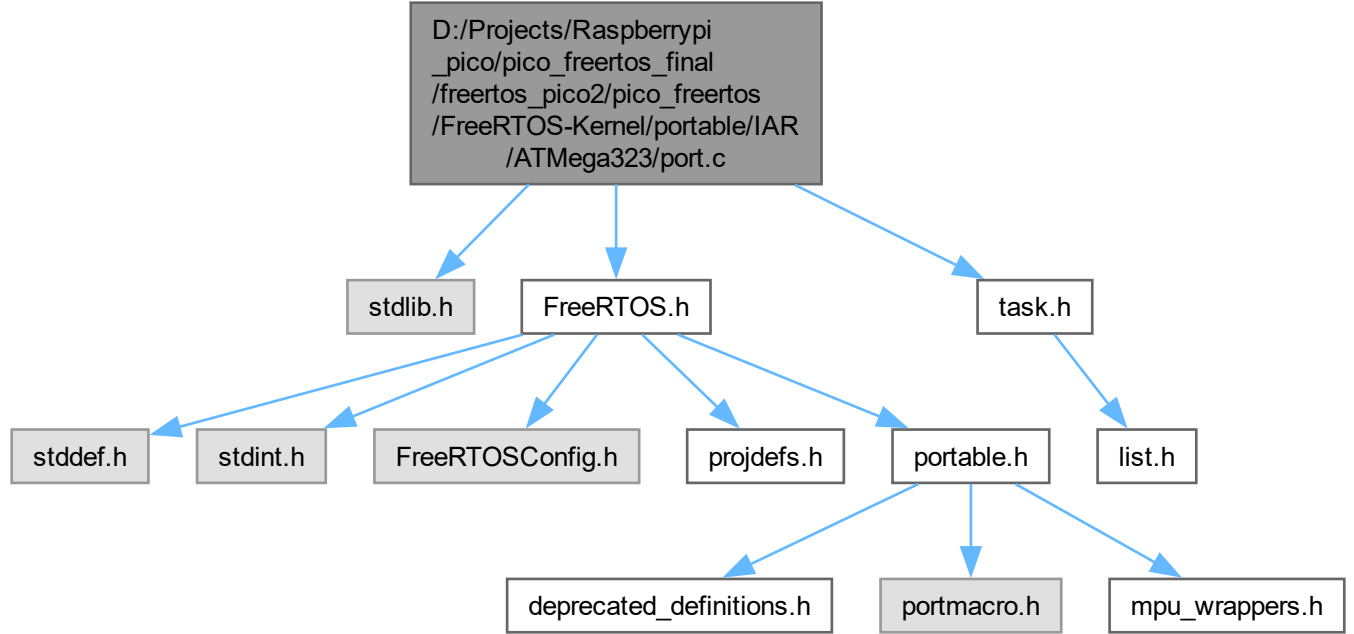 D:/Projects/Raspberrypi
_pico/pico_freertos_final
/freertos_pico2/pico_freertos
/FreeRTOS-Kernel/portable/IAR
/ATMega323/port.c
stdlib.h
FreeRTOS.h
task.h
stddef.h
stdint.h
FreeRTOSConfig.h
projdefs.h
portable.h
list.h
deprecated_definitions.h
portmacro.h
mpu_wrappers.h